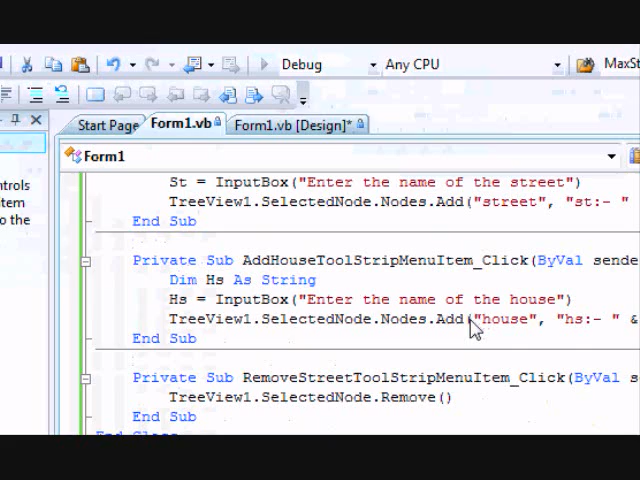 Debug Any CPU MaxSt
Start Page Form1.vb Form1.vb [Design]*
Form1
ntrols
item
o the
St = InputBox("Enter the name of the street")
TreeView1.SelectedNode.Nodes.Add("street", "st:- "
End Sub
Private Sub AddHouseToolStripMenuItem_Click(ByVal sende
Dim Hs As String
Hs = InputBox("Enter the name of the house")
TreeView1.SelectedNode.Nodes.Add("house", "hs:- " &
End Sub
Private Sub RemoveStreetToolStripMenuItem_Click(ByVal s
TreeView1.SelectedNode.Remove()
End Sub
End Class